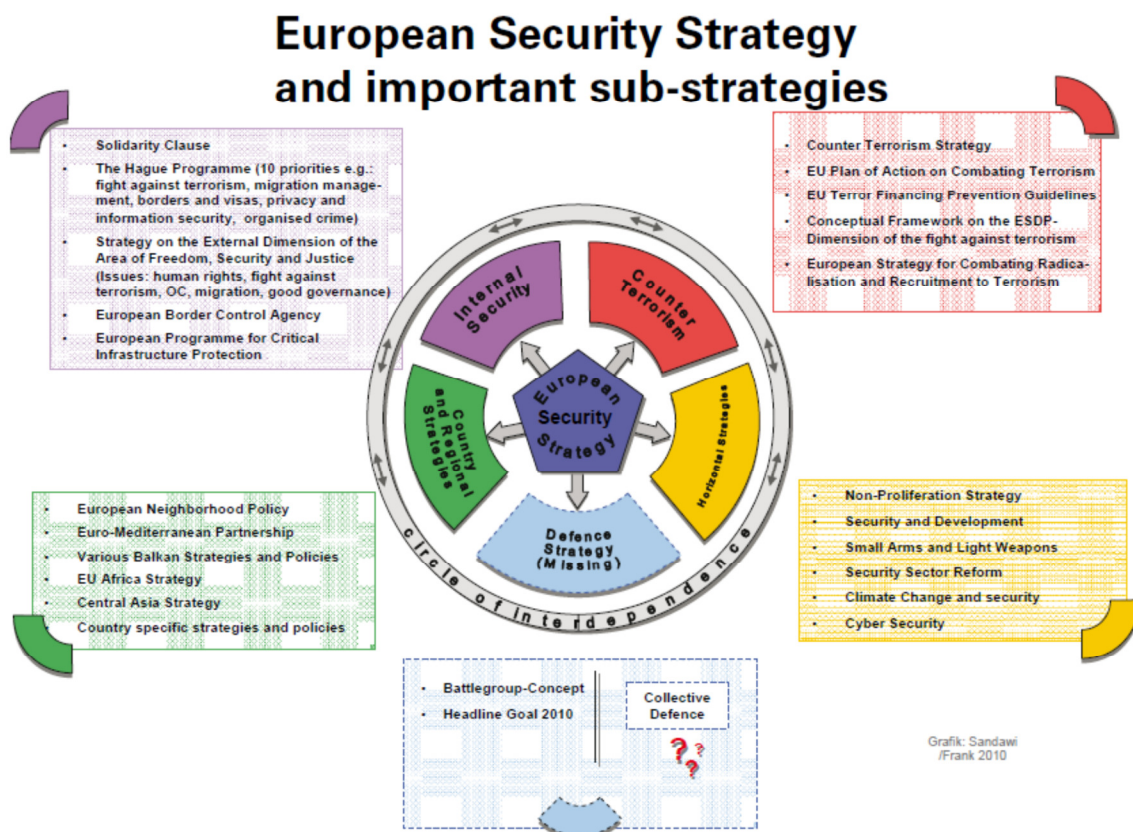 European Security Strategy
and important sub-strategies
• Solidarity Clause
• The Hague Programme (10 priorities e.g.:
fight against terrorism, migration manage-
ment, borders and visas, privacy and
information security, organised crime)
• Strategy on the External Dimension of the
Area of Freedom, Security and Justice
(Issues: human rights, fight against
terrorism, OC, migration, good governance)
• European Border Control Agency
• European Programme for Critical
Infrastructure Protection
• Counter Terrorism Strategy
• EU Plan of Action on Combating Terrorism
• EU Terror Financing Prevention Guidelines
• Conceptual Framework on the ESDP-
Dimension of the fight against terrorism
• European Strategy for Combating Radica-
lisation and Recruitment to Terrorism
Internal
Security
Counter
Terrorism
European
Security
Strategy
Country
and Regional
Strategies
Horizontal Strategies
Defence
Strategy
(Missing)
circle of interdependence
• European Neighborhood Policy
• Euro-Mediterranean Partnership
• Various Balkan Strategies and Policies
• EU Africa Strategy
• Central Asia Strategy
• Country specific strategies and policies
• Non-Proliferation Strategy
• Security and Development
• Small Arms and Light Weapons
• Security Sector Reform
• Climate Change and security
• Cyber Security
• Battlegroup-Concept
• Headline Goal 2010
Collective
Defence
? ? ?
Grafik: Sandawi
/Frank 2010